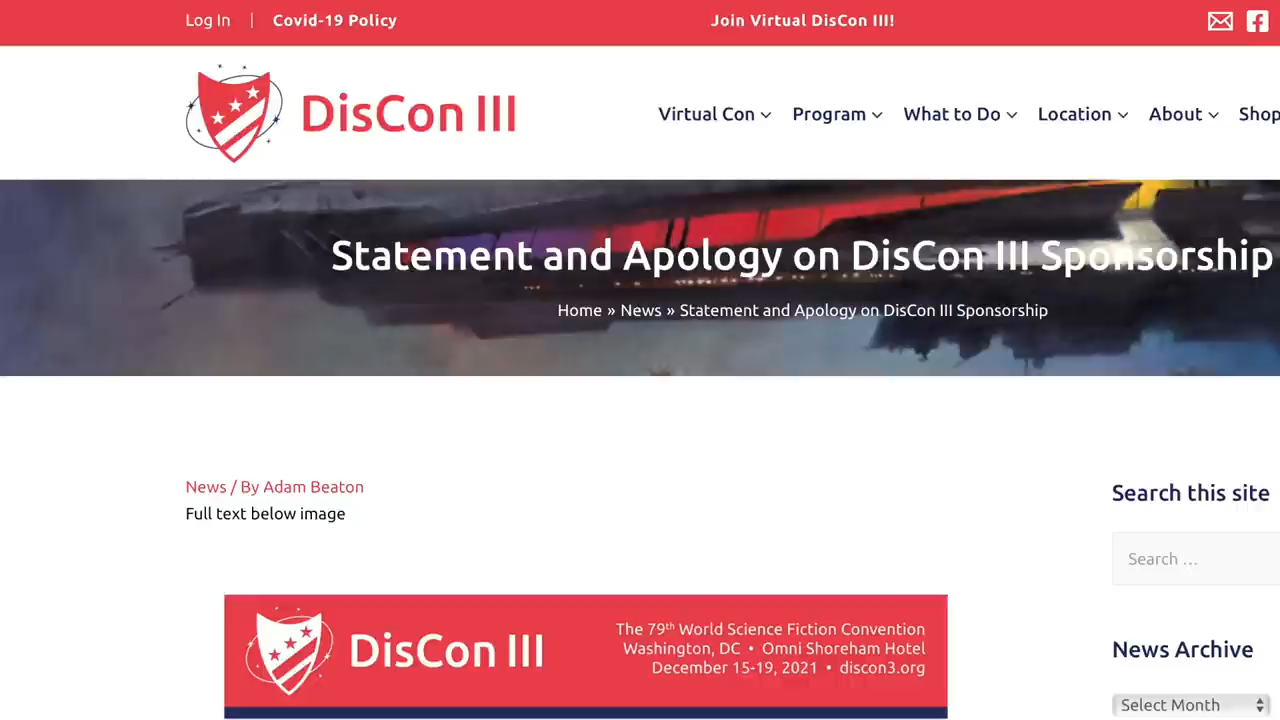 Log In | Covid-19 Policy
Join Virtual DisCon III!
DisCon III
Virtual Con
Program
What to Do
Location
About
Shop
Statement and Apology on DisCon III Sponsorship
Home » News » Statement and Apology on DisCon III Sponsorship
News / By Adam Beaton
Full text below image
DisCon III
The 79th World Science Fiction Convention
Washington, DC • Omni Shoreham Hotel
December 15-19, 2021 • discon3.org
Search this site
Search ...
News Archive
Select Month